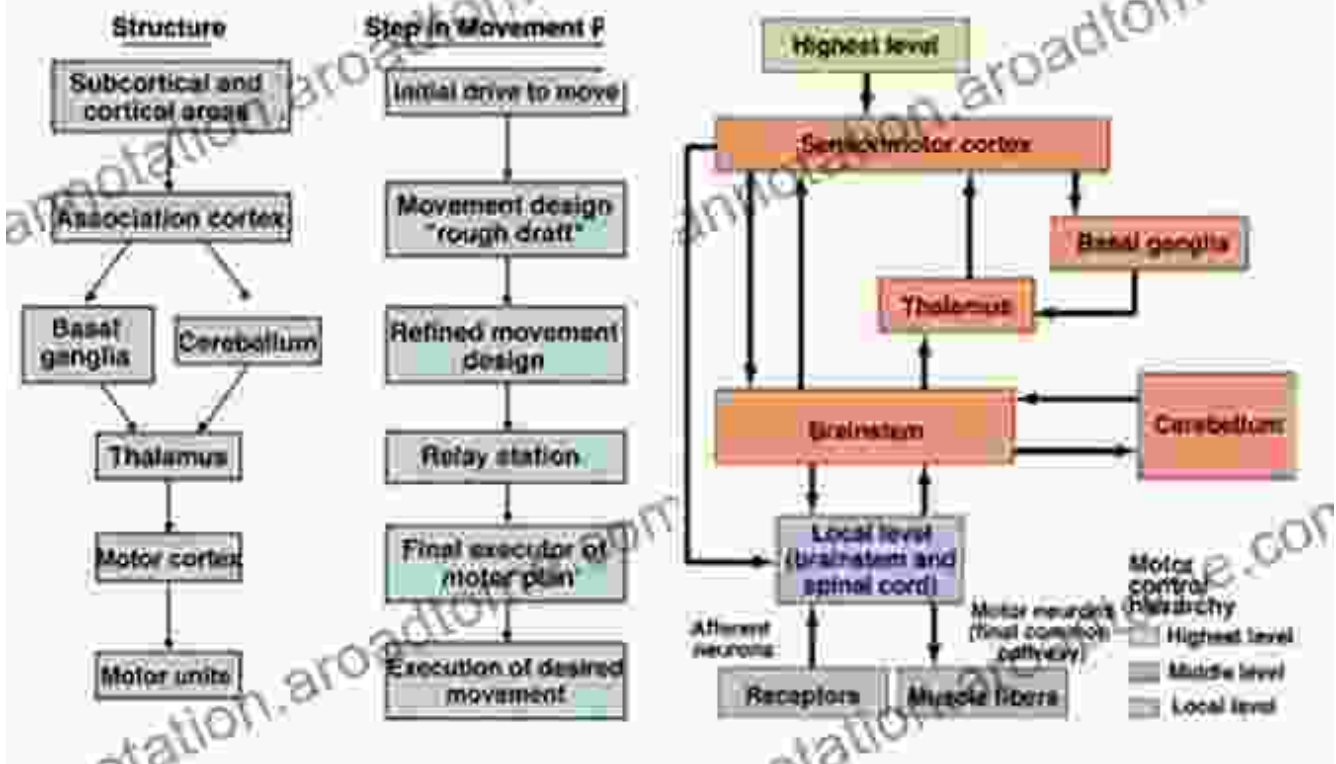 Structure
Subcortical and
cortical areas
Association cortex
Basal
ganglia
Cerebellum
Thalamus
Motor cortex
Motor units
Step in Movement P
Initial drive to move
Movement design
"rough draft"
Refined movement
design
Relay station
Final executor of
motor plan
Execution of desired
movement
Highest level
Sensorimotor cortex
Basal ganglia
Thalamus
Brainstem
Cerebellum
Local level
(brainstem and
spinal cord)
Afferent
neurons
Motor neurons
(final common
pathway)
Receptors
Muscle fibers
Motor
control
hierarchy
Highest level
Middle level
Local level